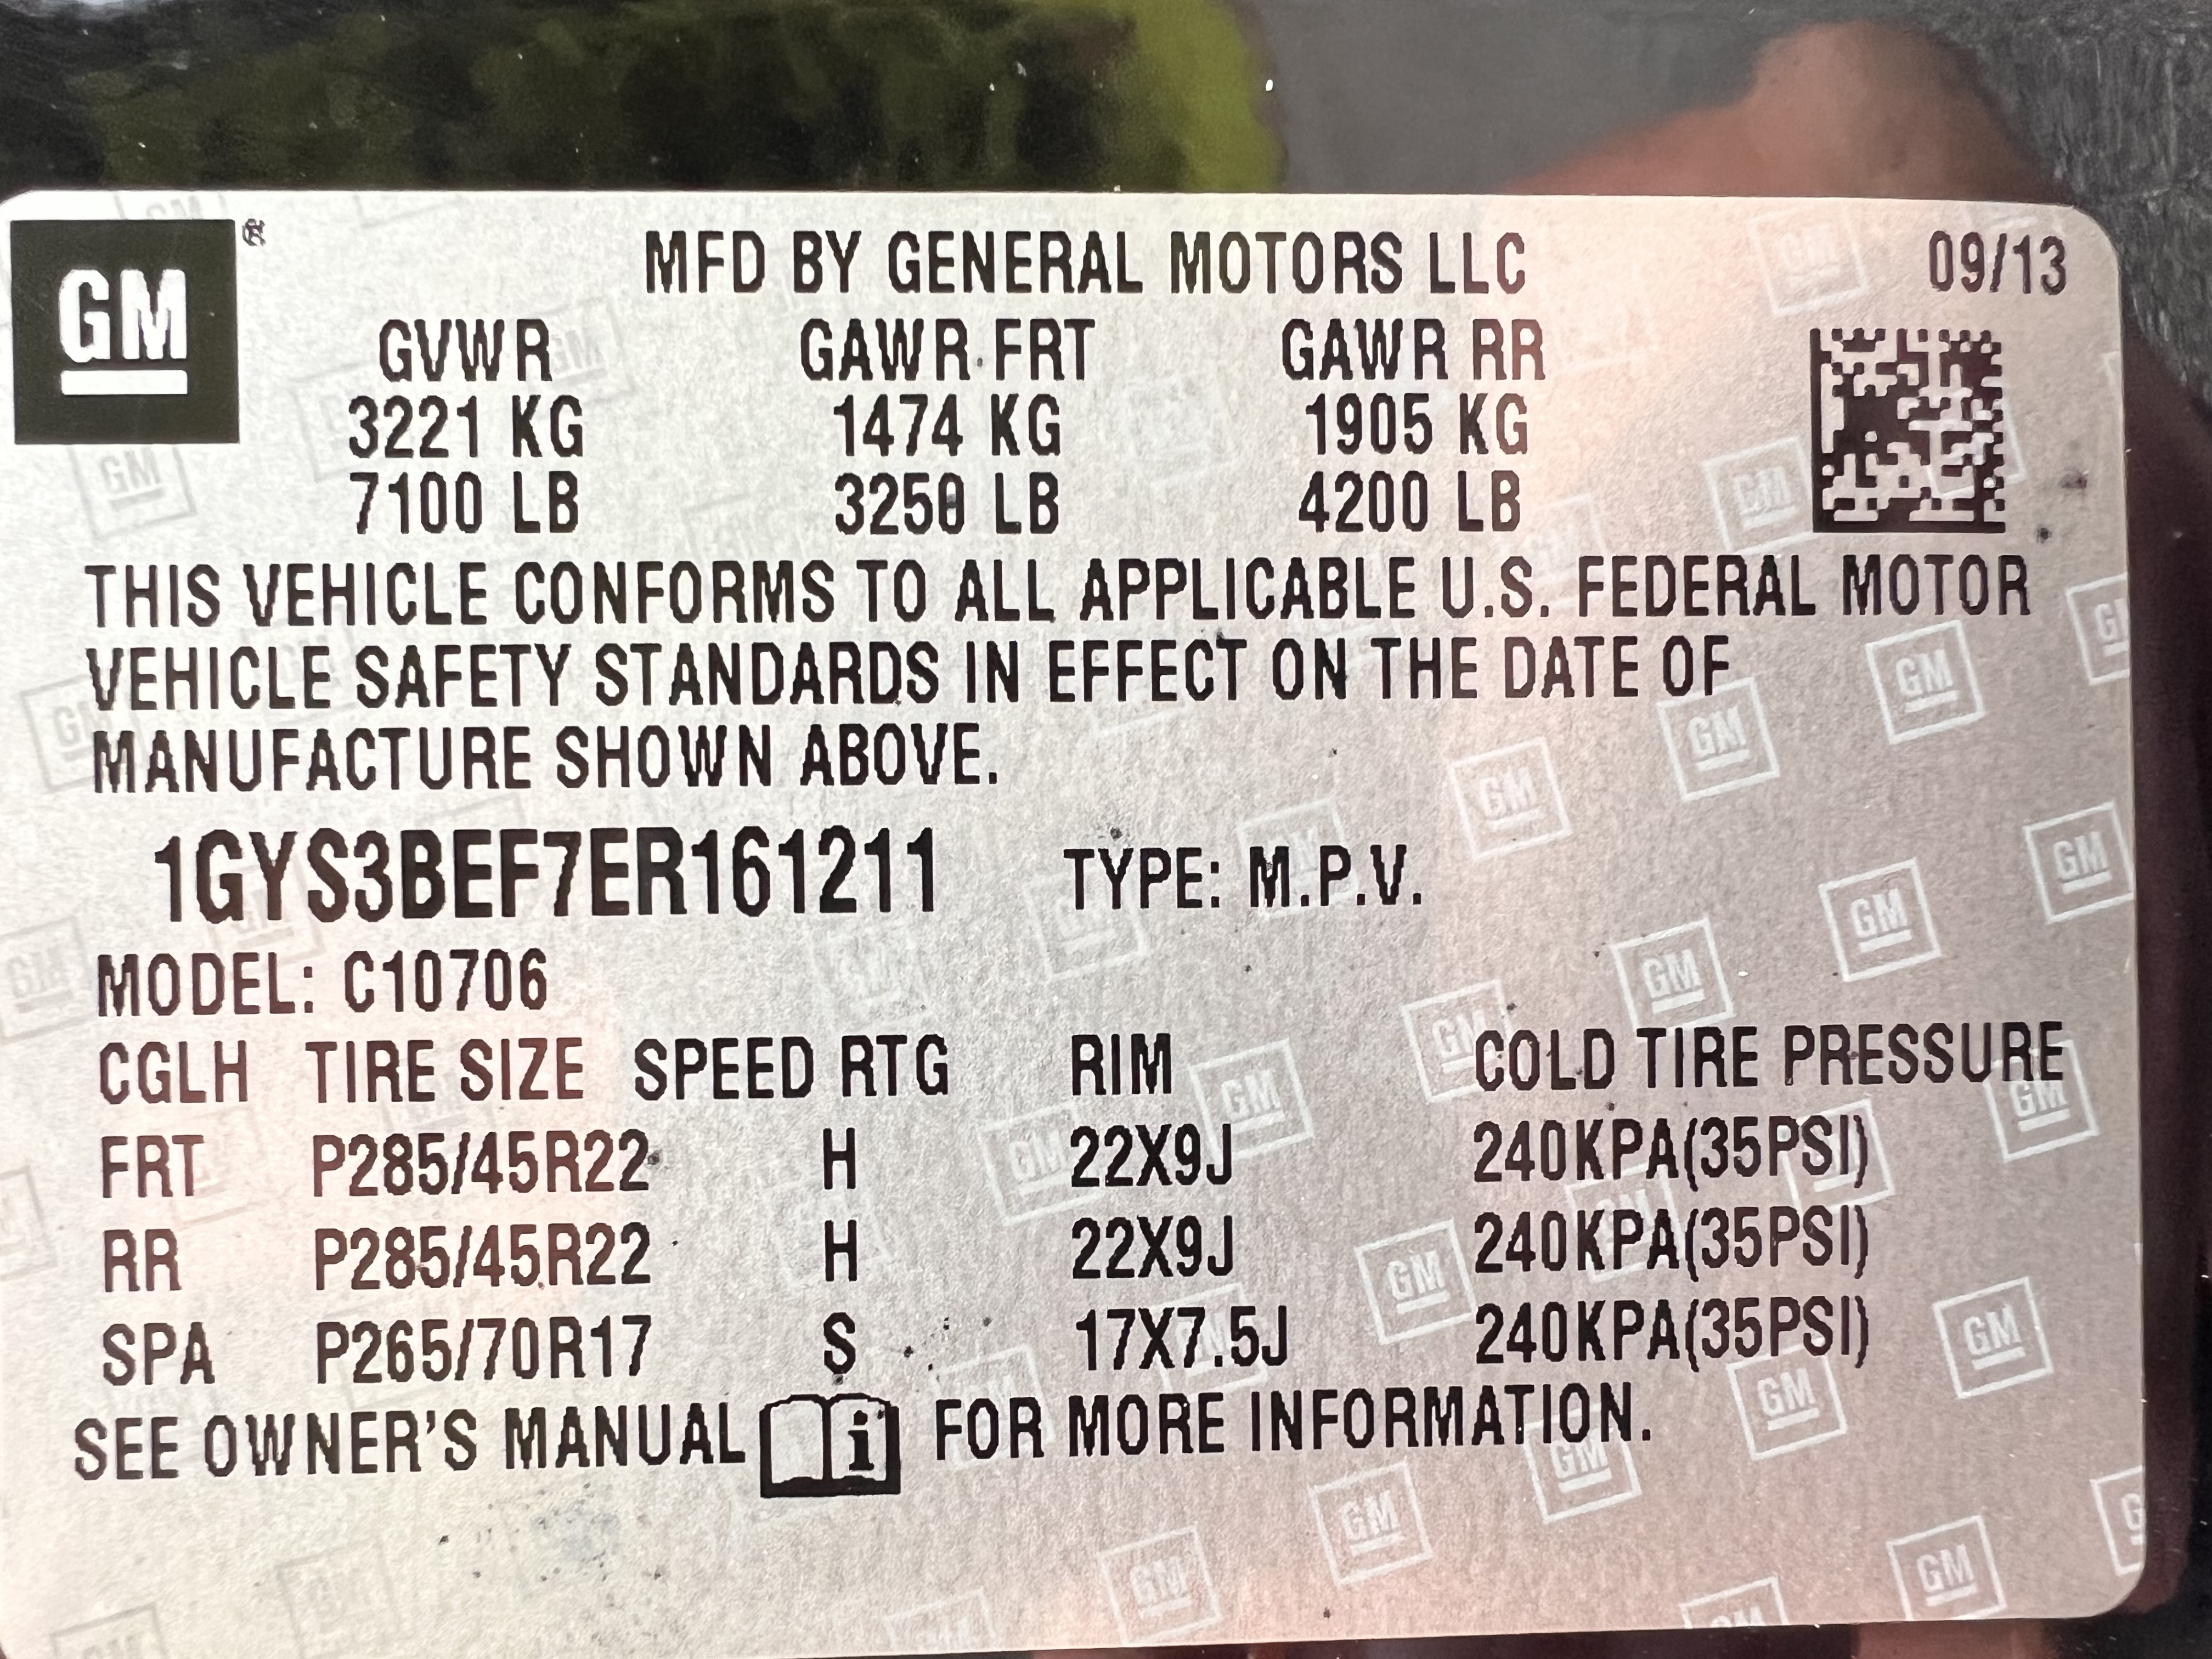 GM ®
MFD BY GENERAL MOTORS LLC 09/13
GVWR GAWR FRT GAWR RR
3221 KG 1474 KG 1905 KG
7100 LB 3250 LB 4200 LB
THIS VEHICLE CONFORMS TO ALL APPLICABLE U.S. FEDERAL MOTOR
VEHICLE SAFETY STANDARDS IN EFFECT ON THE DATE OF
MANUFACTURE SHOWN ABOVE.
1GYS3BEF7ER161211 TYPE: M.P.V.
MODEL: C10706
CGLH TIRE SIZE SPEED RTG RIM COLD TIRE PRESSURE
FRT P285/45R22 H 22X9J 240KPA(35PSI)
RR P285/45R22 H 22X9J 240KPA(35PSI)
SPA P265/70R17 S 17X7.5J 240KPA(35PSI)
SEE OWNER'S MANUAL i FOR MORE INFORMATION.